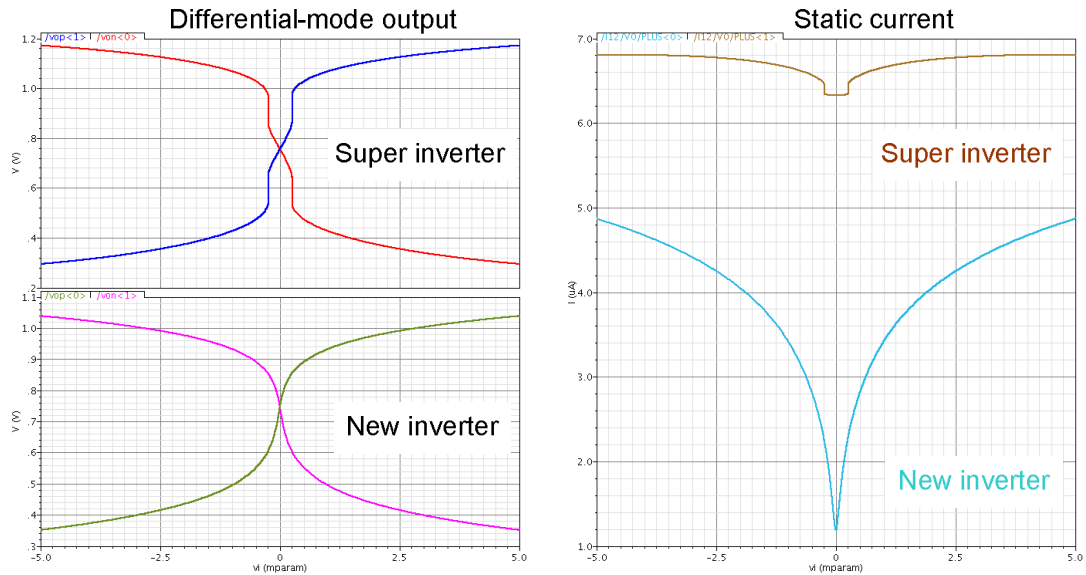 Differential-mode output
/vop<1> /von<0>
1.2
1.0
V (V)
.8
.6
.4
.2
Super inverter
/vop<0> /von<1>
1.1
1.0
.9
.8
V (V)
.7
.6
.5
.4
.3
New inverter
-5.0 -2.5 0 2.5 5.0
vi (mparam)
Static current
/I12/V0/PLUS<0> /I12/V0/PLUS<1>
7.0
6.0
5.0
I (uA)
4.0
3.0
2.0
1.0
Super inverter
New inverter
-5.0 -2.5 0 2.5 5.0
vi (mparam)